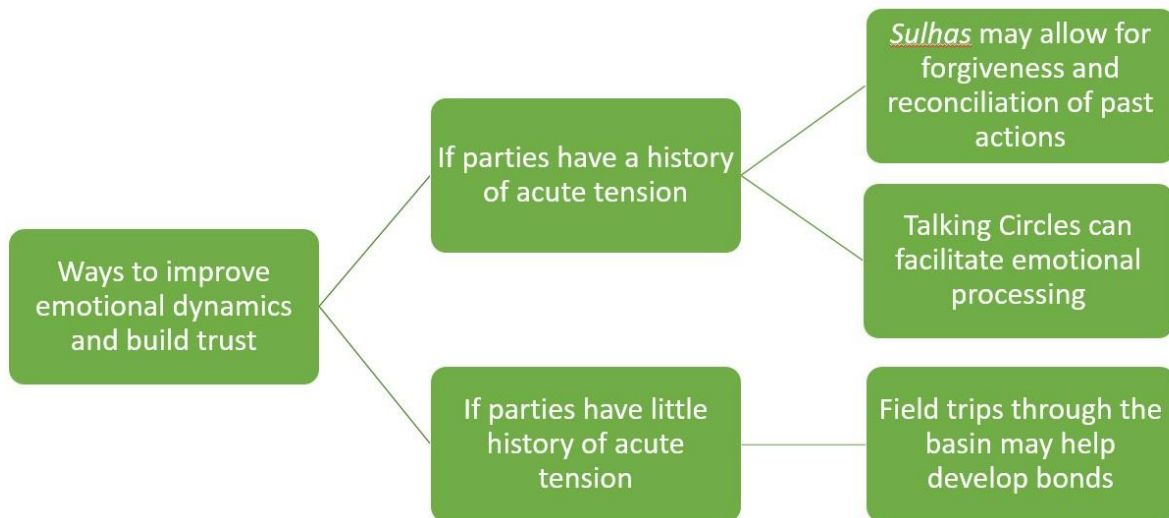 Ways to improve
emotional dynamics
and build trust
If parties have a history
of acute tension
Sulhas may allow for
forgiveness and
reconciliation of past
actions
Talking Circles can
facilitate emotional
processing
If parties have little
history of acute
tension
Field trips through the
basin may help
develop bonds